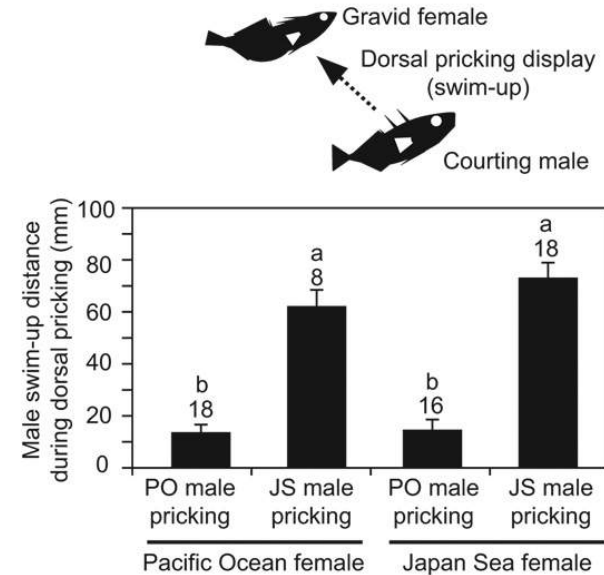 Gravid female
Dorsal pricking display
(swim-up)
Courting male
Male swim-up distance
during dorsal pricking (mm)
100
80
60
40
20
0
b
18
a
8
b
16
a
18
PO male
pricking
JS male
pricking
PO male
pricking
JS male
pricking
Pacific Ocean female
Japan Sea female